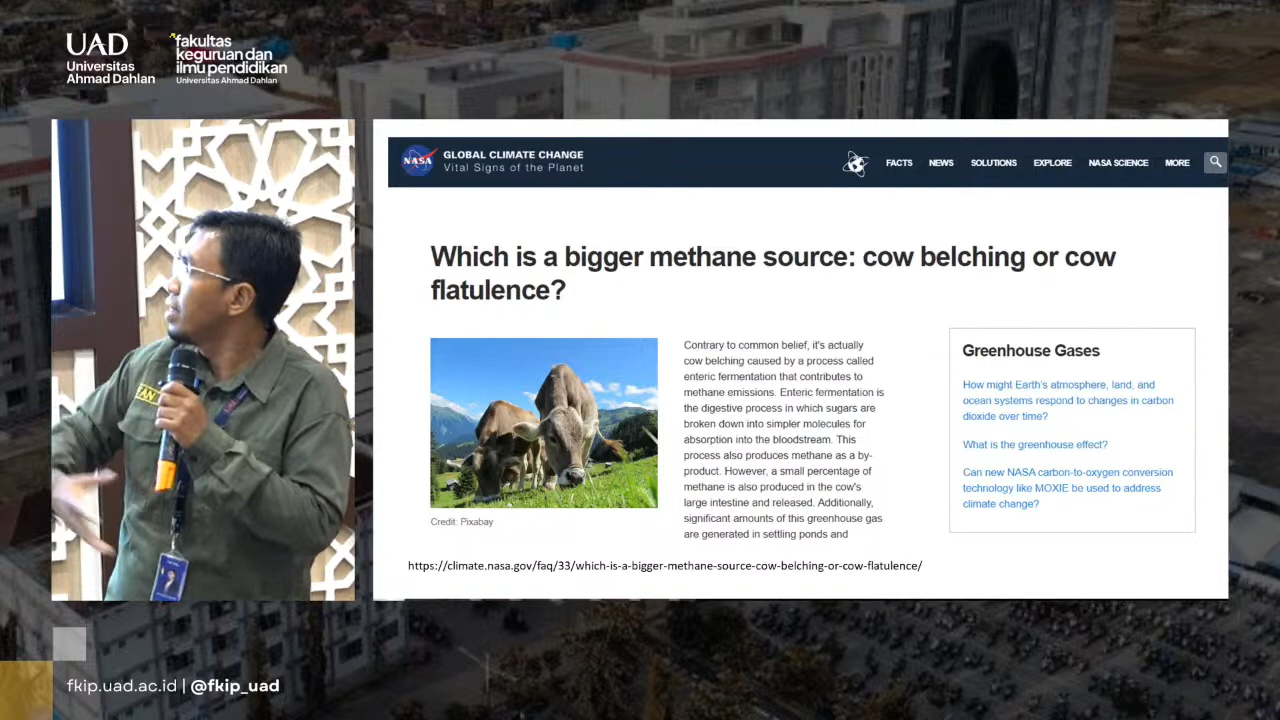 UAD
Universitas
Ahmad Dahlan
fakultas
keguruan dan
ilmu pendidikan
Universitas Ahmad Dahlan
NASA
GLOBAL CLIMATE CHANGE
Vital Signs of the Planet
FACTS
NEWS
SOLUTIONS
EXPLORE
NASA SCIENCE
MORE
Which is a bigger methane source: cow belching or cow
flatulence?
Credit: Pixabay
Contrary to common belief, it's actually
cow belching caused by a process called
enteric fermentation that contributes to
methane emissions. Enteric fermentation is
the digestive process in which sugars are
broken down into simpler molecules for
absorption into the bloodstream. This
process also produces methane as a by-
product. However, a small percentage of
methane is also produced in the cow's
large intestine and released. Additionally,
significant amounts of this greenhouse gas
are generated in settling ponds and
Greenhouse Gases
How might Earth's atmosphere, land, and
ocean systems respond to changes in carbon
dioxide over time?
What is the greenhouse effect?
Can new NASA carbon-to-oxygen conversion
technology like MOXIE be used to address
climate change?
https://climate.nasa.gov/faq/33/which-is-a-bigger-methane-source-cow-belching-or-cow-flatulence/
fkip.uad.ac.id | @fkip_uad